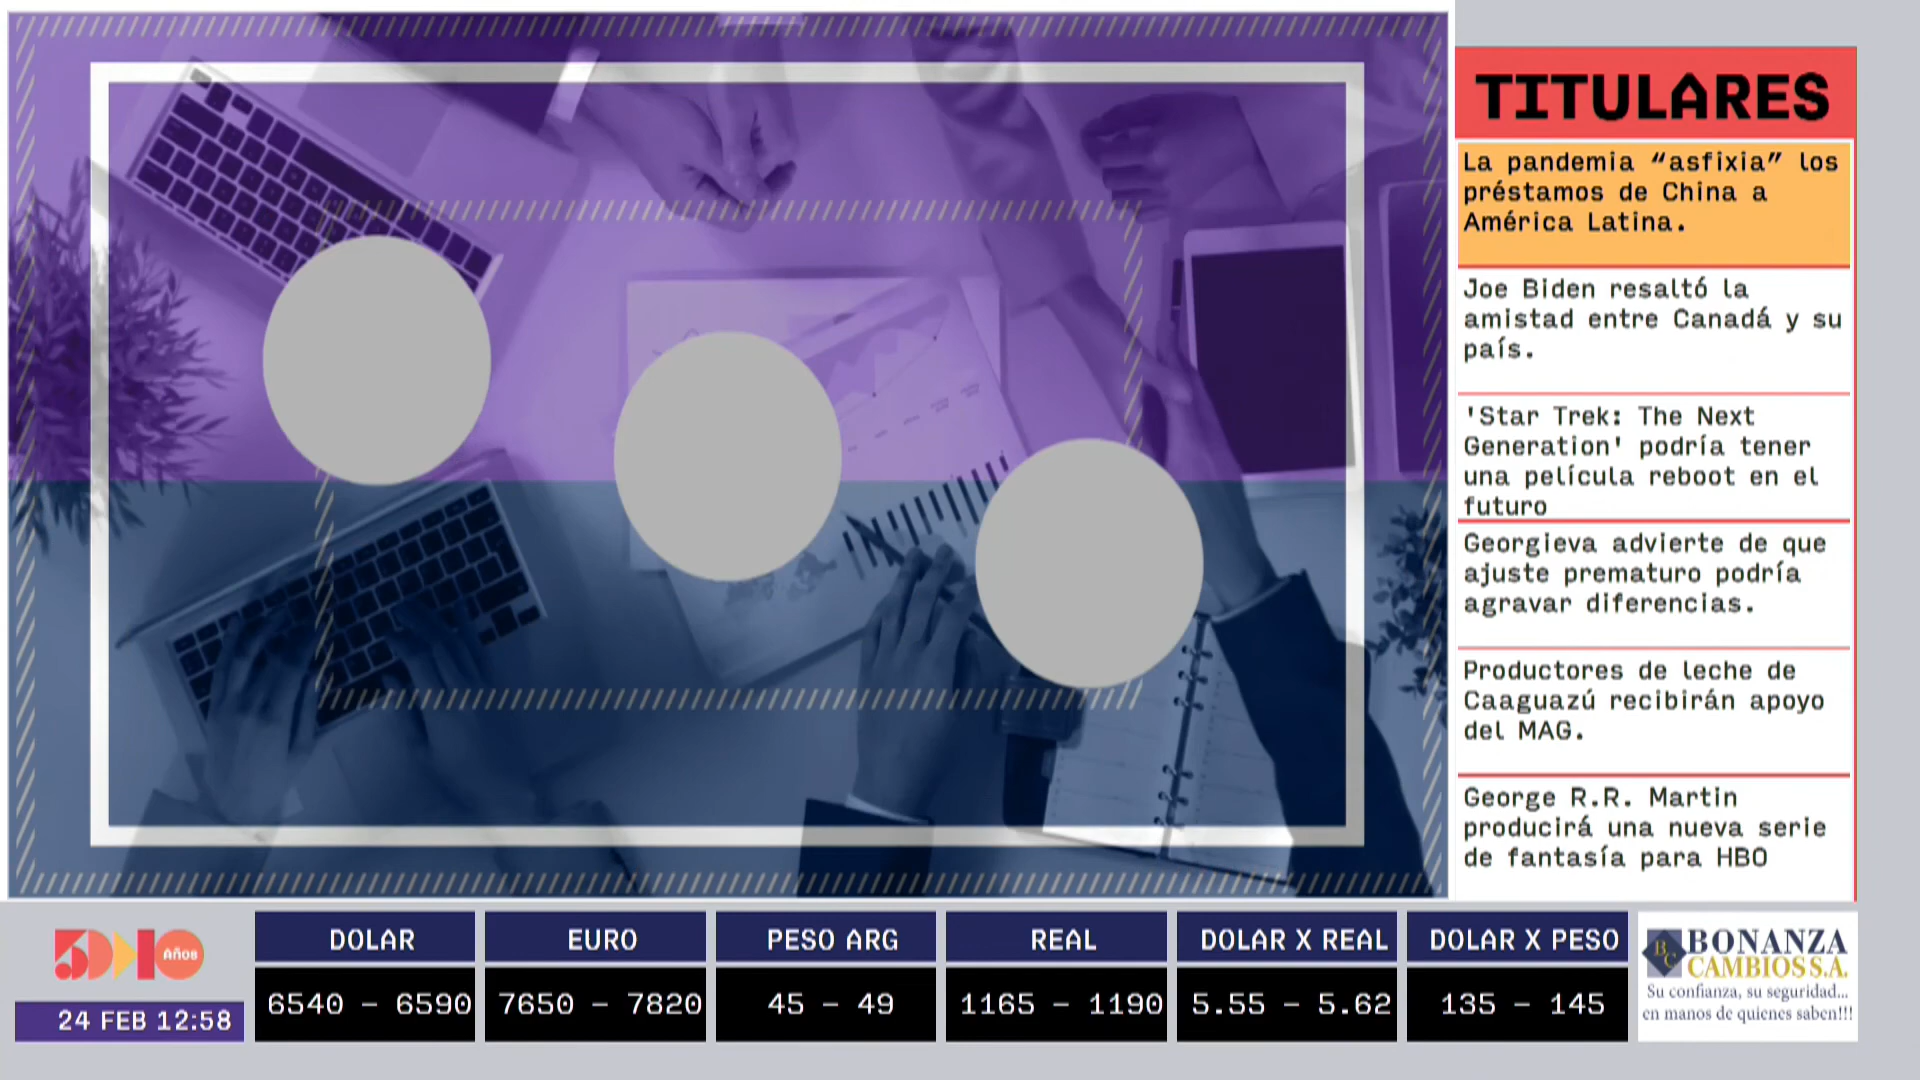 TITULARES
La pandemia “asfixia” los
préstamos de China a
América Latina.
Joe Biden resaltó la
amistad entre Canadá y su
país.
'Star Trek: The Next
Generation' podría tener
una película reboot en el
futuro
Georgieva advierte de que
ajuste prematuro podría
agravar diferencias.
Productores de leche de
Caaguazú recibirán apoyo
del MAG.
George R.R. Martin
producirá una nueva serie
de fantasía para HBO
Años
24 FEB 12:58
DOLAR
6540 - 6590
EURO
7650 - 7820
PESO ARG
45 - 49
REAL
1165 - 1190
DOLAR X REAL
5.55 - 5.62
DOLAR X PESO
135 - 145
BC
BONANZA
CAMBIOS S.A.
Su confianza, su seguridad...
en manos de quienes saben!!!